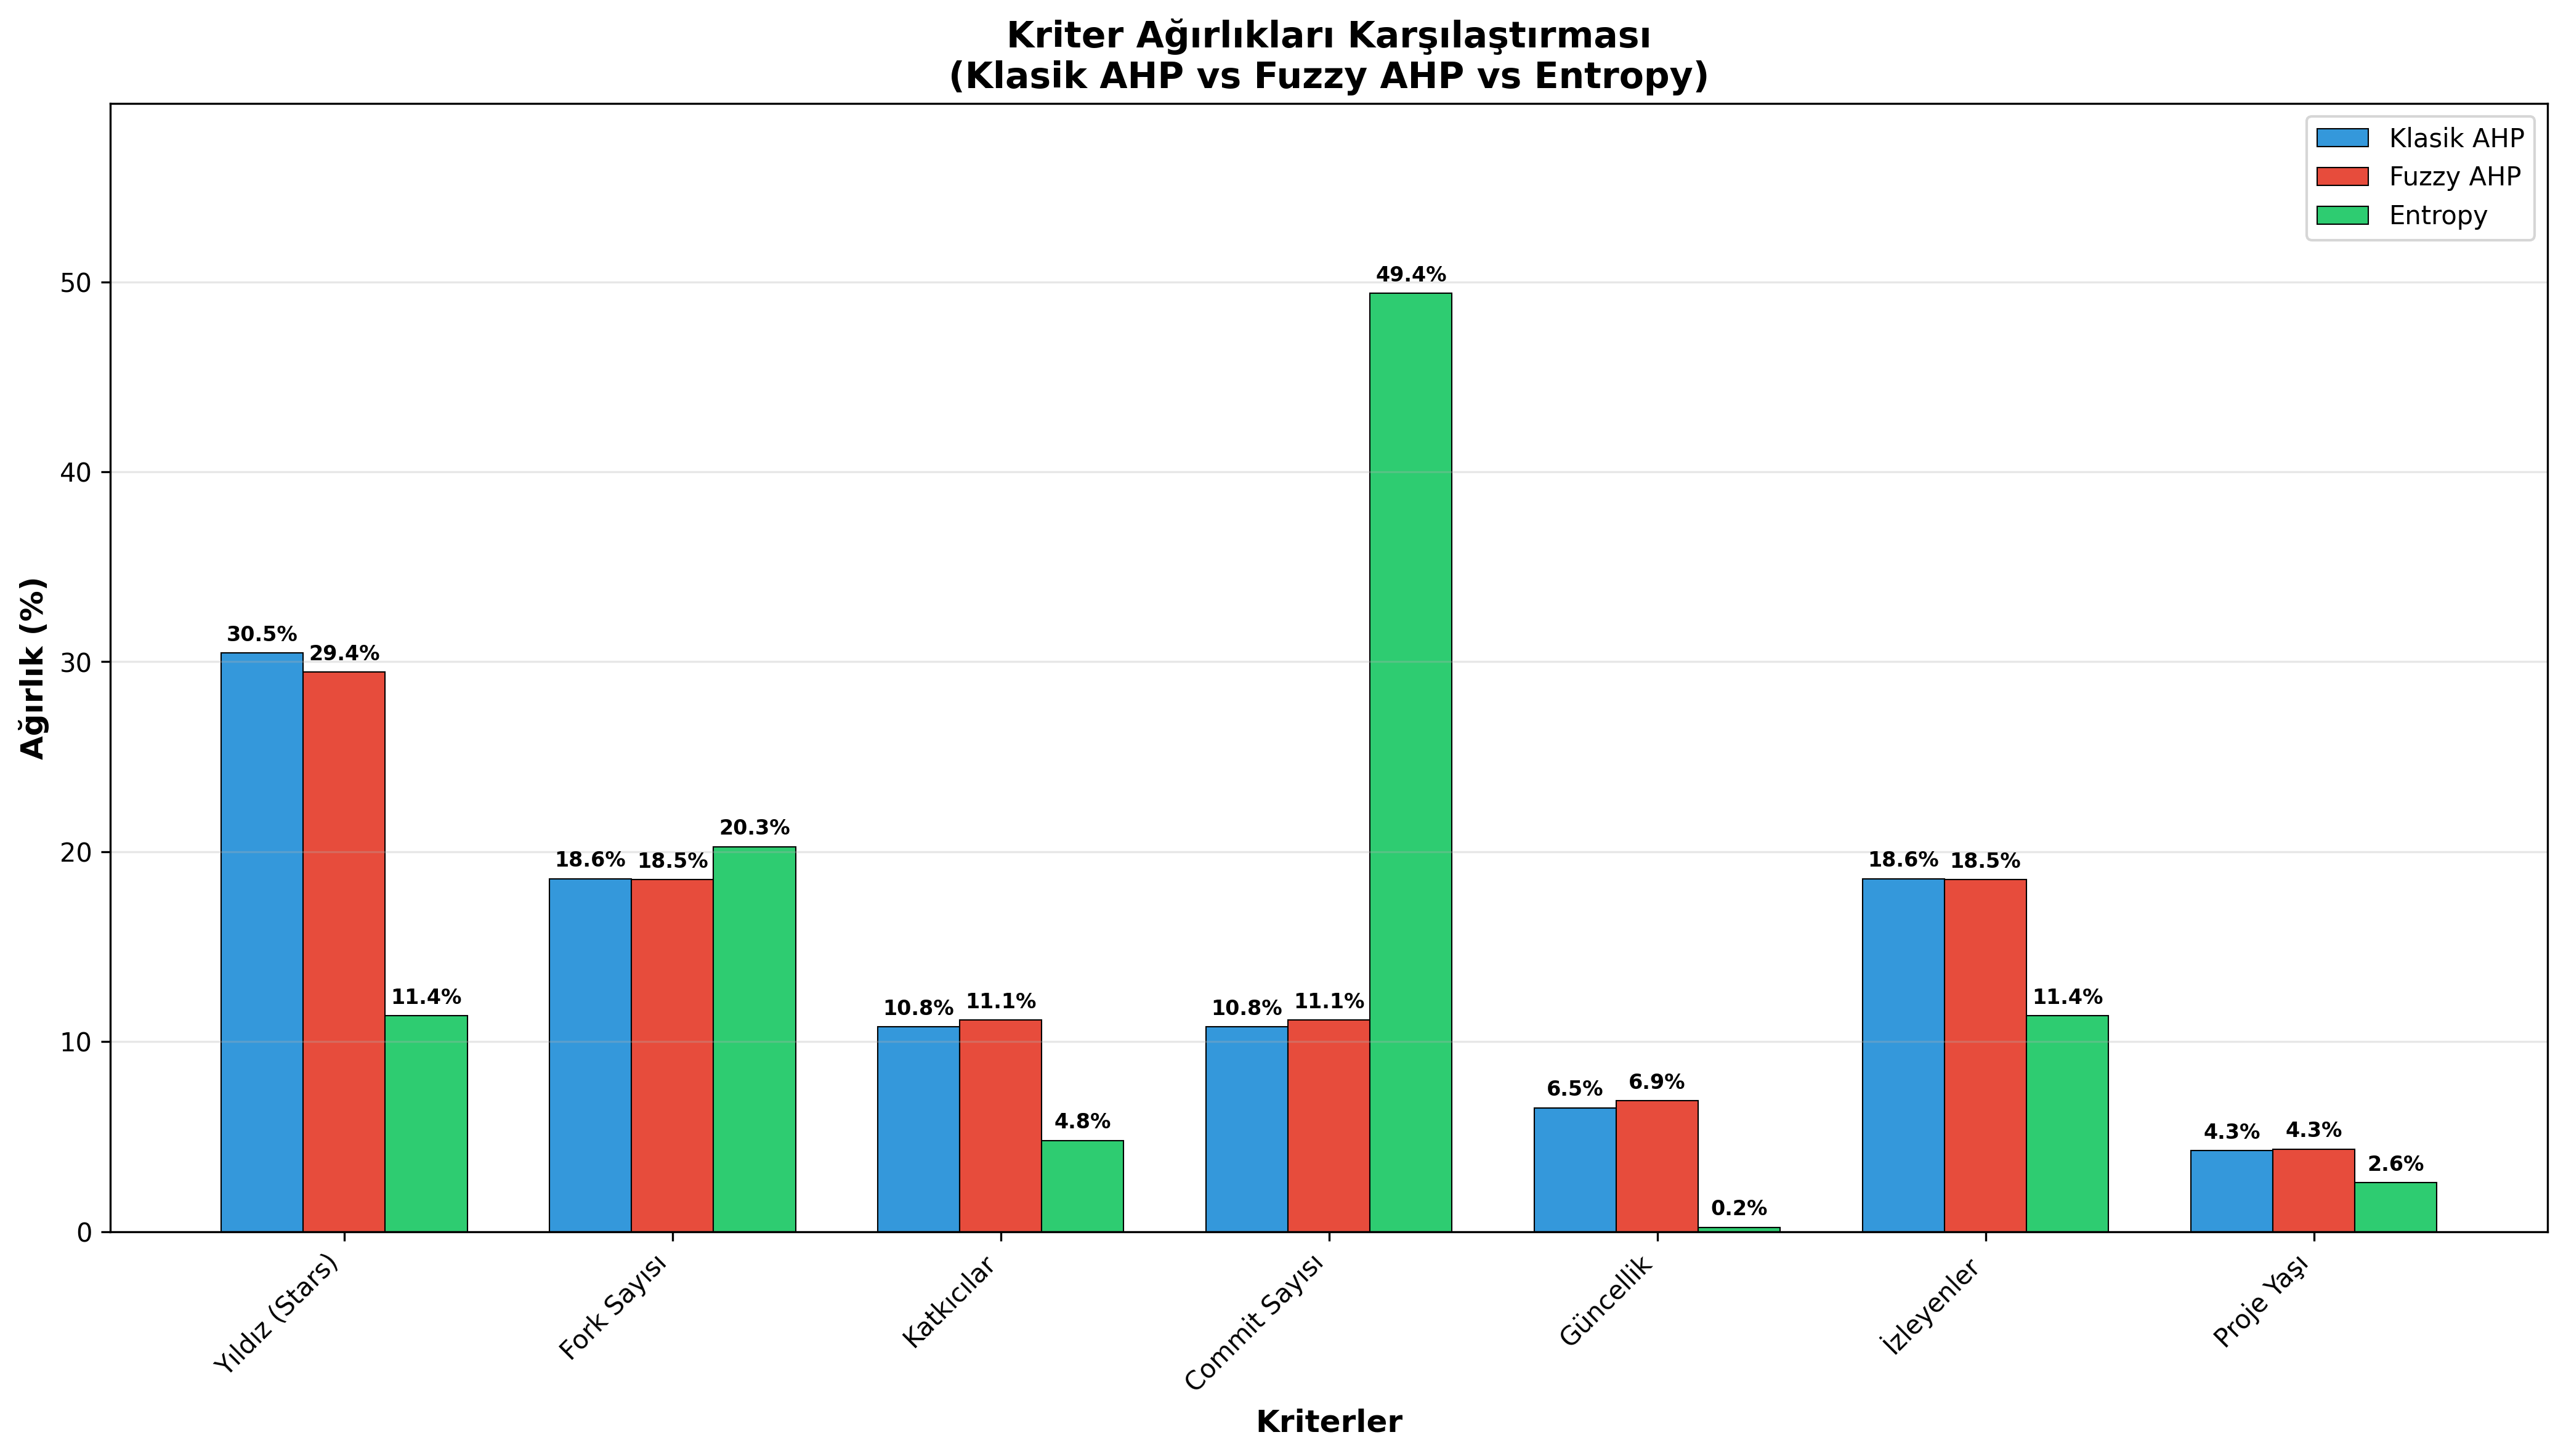 Kriter Ağırlıkları Karşılaştırması
(Klasik AHP vs Fuzzy AHP vs Entropy)
Klasik AHP
Fuzzy AHP
Entropy
Ağırlık (%)
50
40
30
20
10
0
30.5%
29.4%
11.4%
18.6%
18.5%
20.3%
10.8%
11.1%
4.8%
10.8%
11.1%
49.4%
6.5%
6.9%
0.2%
18.6%
18.5%
11.4%
4.3%
4.3%
2.6%
Yıldız (Stars)
Fork Sayısı
Katkıcılar
Commit Sayısı
Güncellik
İzleyenler
Proje Yaşı
Kriterler